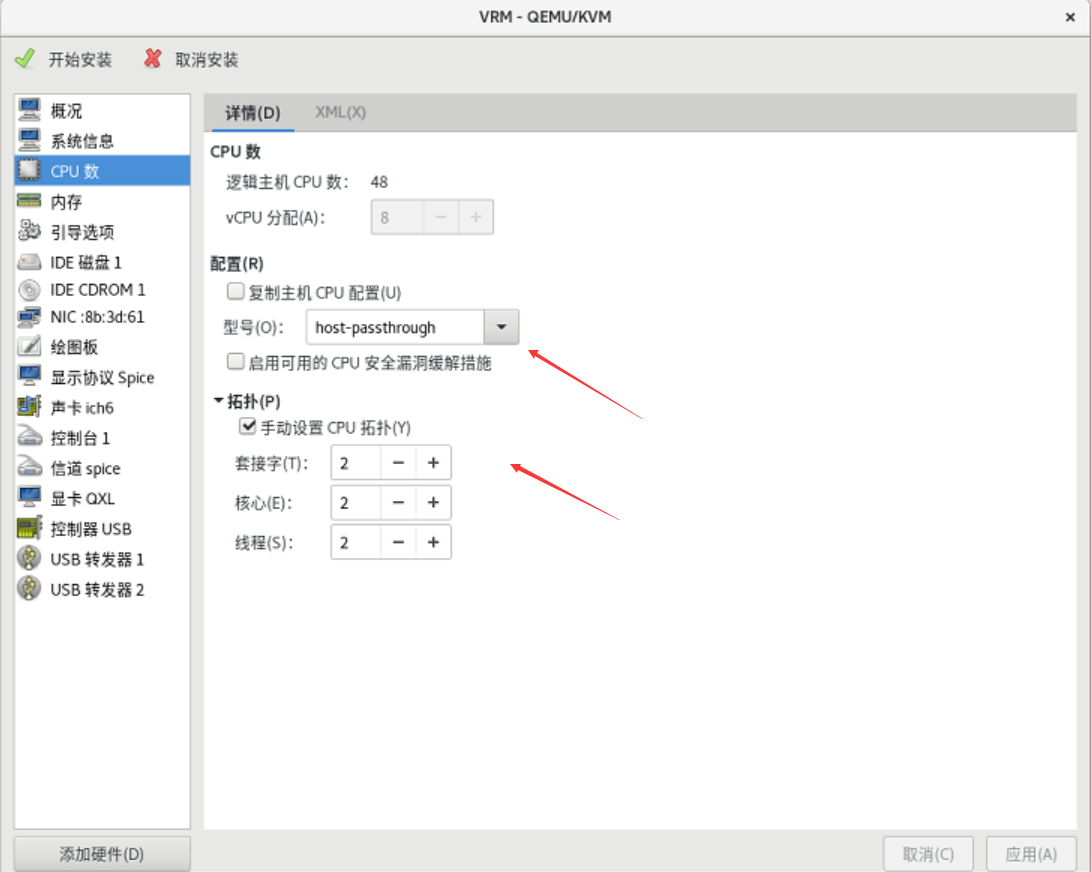 VRM - QEMU/KVM
开始安装 取消安装
概况
系统信息
CPU 数
内存
引导选项
IDE 磁盘 1
IDE CDROM 1
NIC :8b:3d:61
绘图板
显示协议 Spice
声卡 ich6
控制台 1
信道 spice
显卡 QXL
控制器 USB
USB 转发器 1
USB 转发器 2
添加硬件(D)
详情(D) XML(X)
CPU 数
逻辑主机 CPU 数： 48
vCPU 分配(A)： 8
配置(R)
复制主机 CPU 配置(U)
型号(O)： host-passthrough
启用可用的 CPU 安全漏洞缓解措施
拓扑(P)
手动设置 CPU 拓扑(Y)
套接字(T)： 2
核心(E)： 2
线程(S)： 2
取消(C) 应用(A)